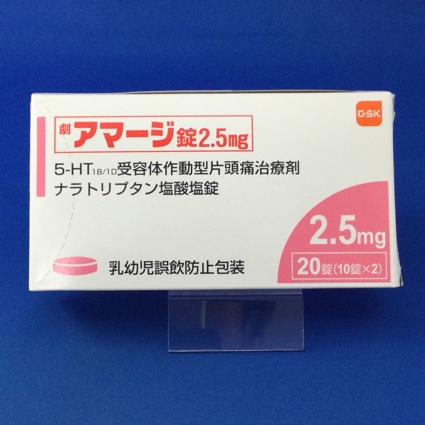 GSK
劇 アマージ錠2.5mg
5-HT1B/1D受容体作動型片頭痛治療剤
ナラトリプタン塩酸塩錠
2.5mg
20錠(10錠×2)
乳幼児誤飲防止包装